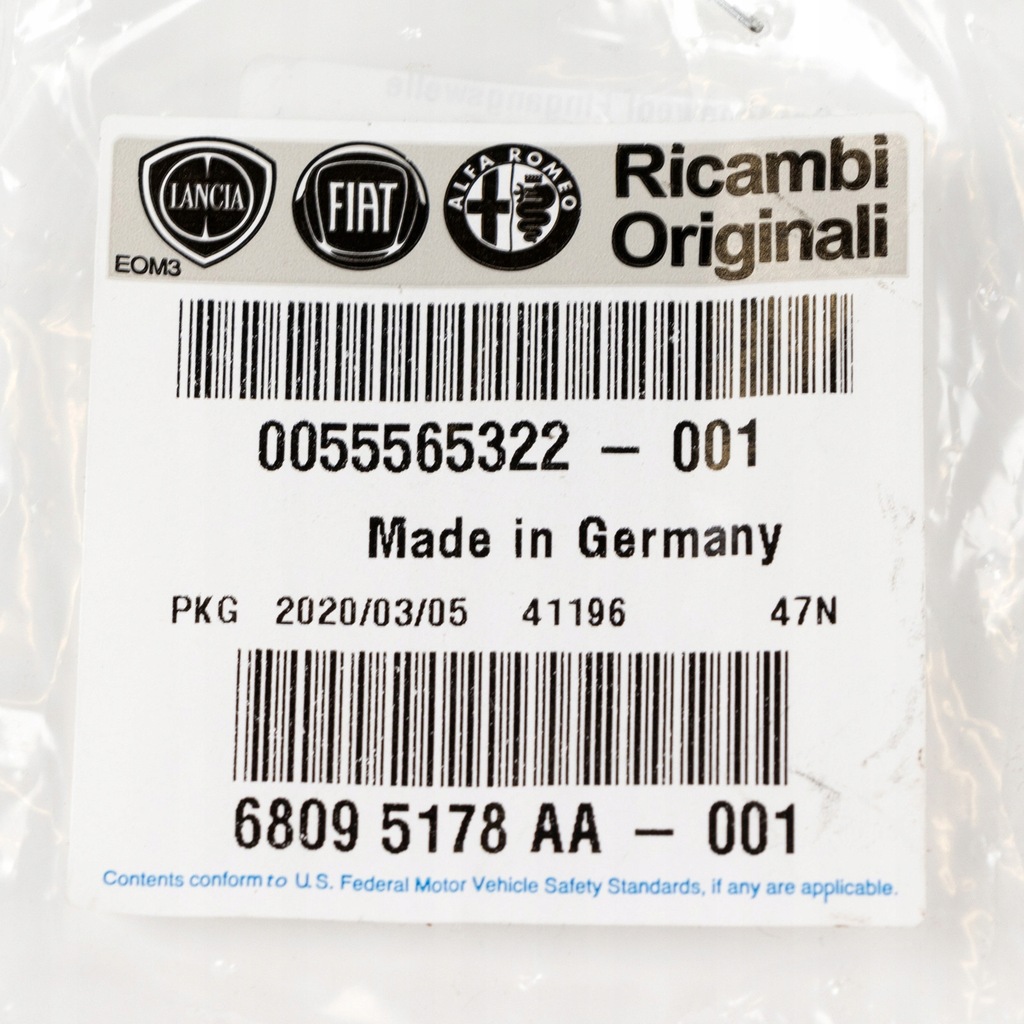 LANCIA FIAT ALFA ROMEO Ricambi
EOM3 Originali
0055565322 – 001
Made in Germany
PKG 2020/03/05 41196 47N
6809 5178 AA – 001
Contents conform to U.S. Federal Motor Vehicle Safety Standards, if any are applicable.